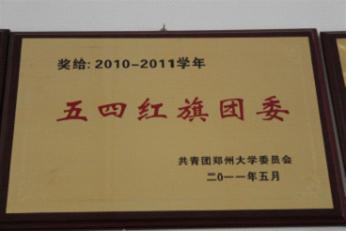 奖给:2010-2011学年
五四红旗团委
共青团郑州大学委员会
二0一一年五月